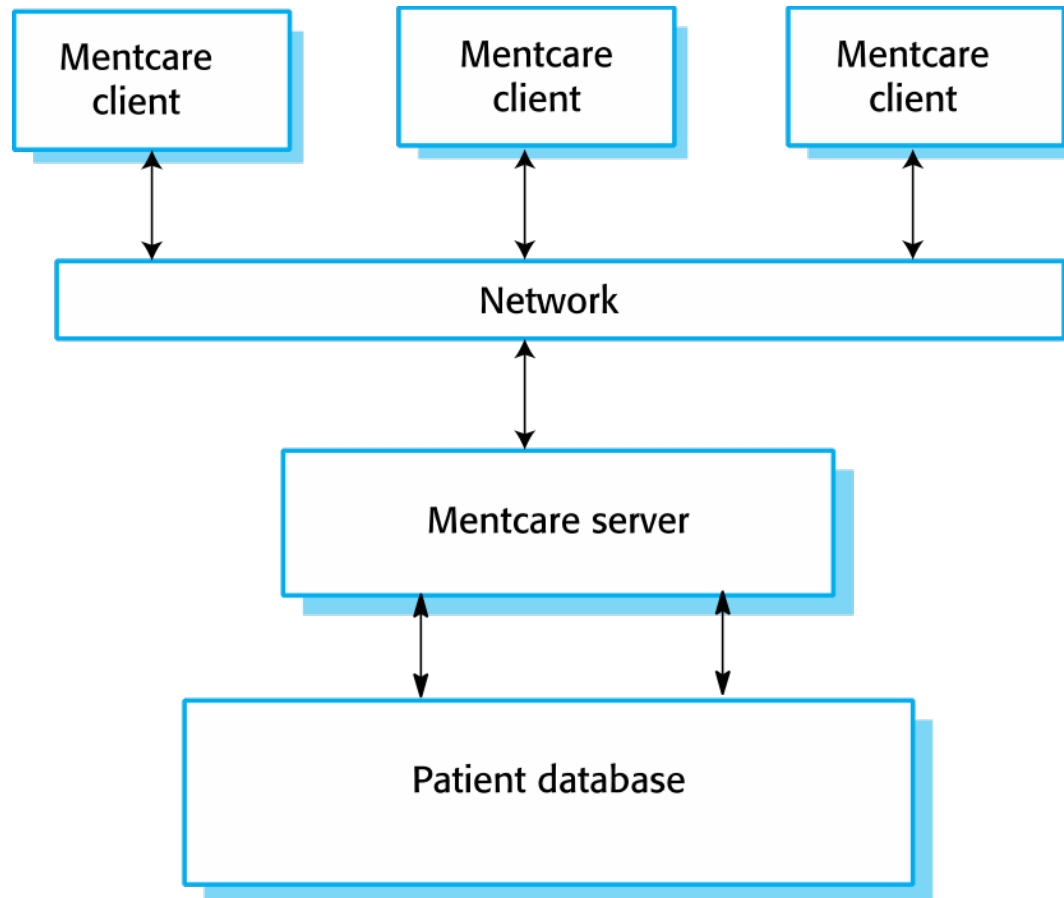 Mentcare
client
Mentcare
client
Mentcare
client
Network
Mentcare server
Patient database